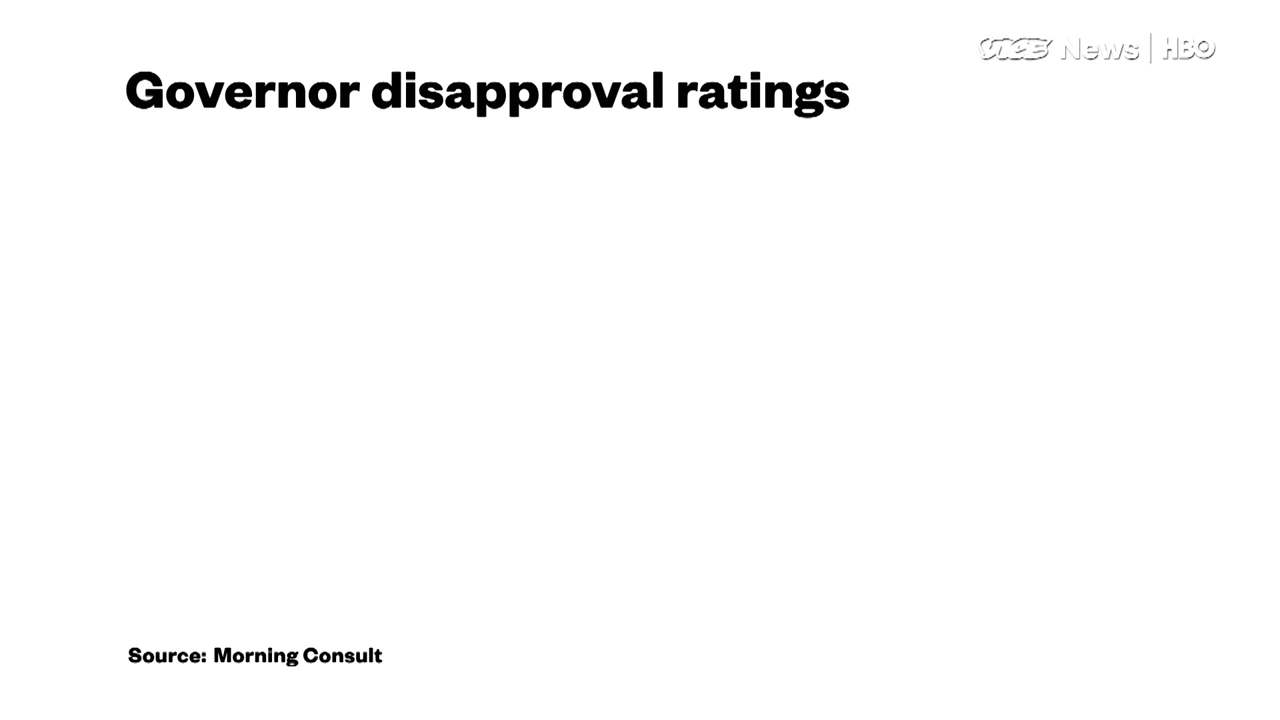 VICE News | HBO
Governor disapproval ratings
Source: Morning Consult